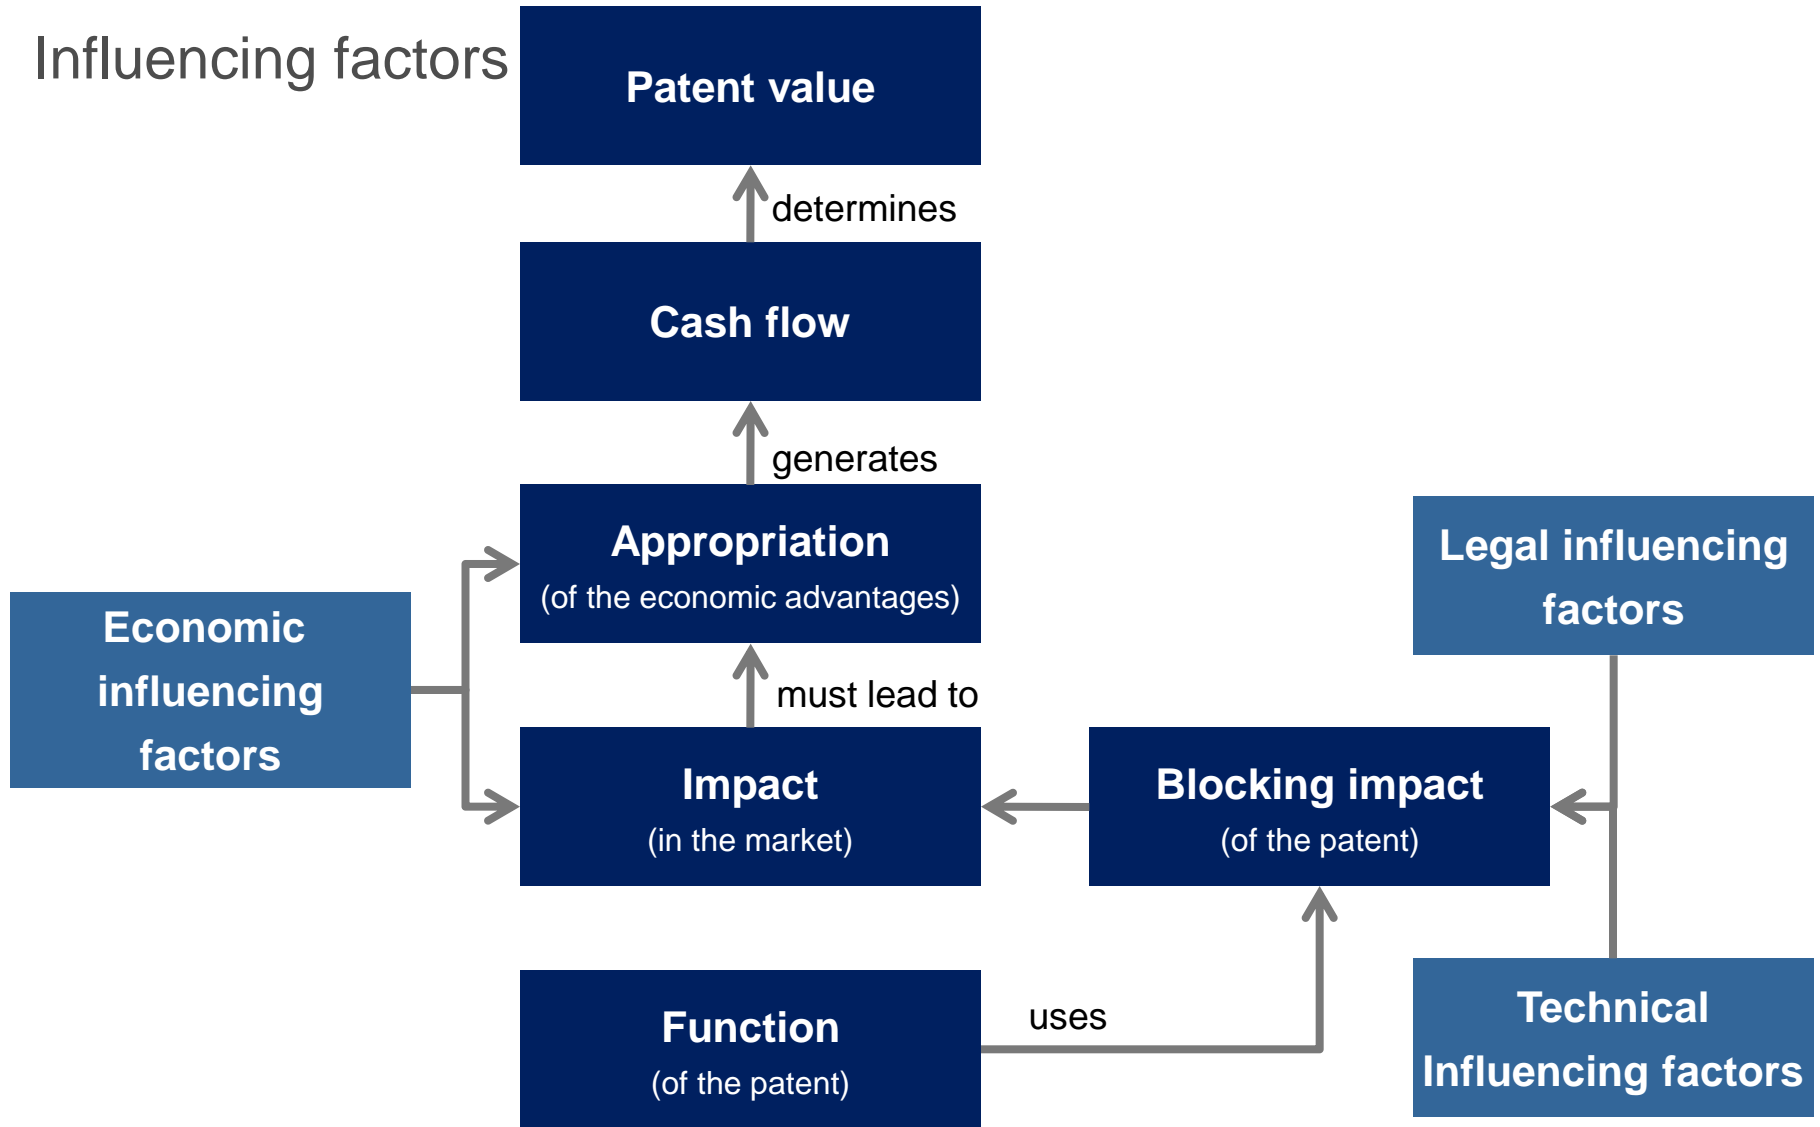 Influencing factors
Patent value
determines
Cash flow
generates
Appropriation
(of the economic advantages)
Legal influencing
factors
Economic
influencing
factors
must lead to
Impact
(in the market)
Blocking impact
(of the patent)
Function
(of the patent)
uses
Technical
Influencing factors